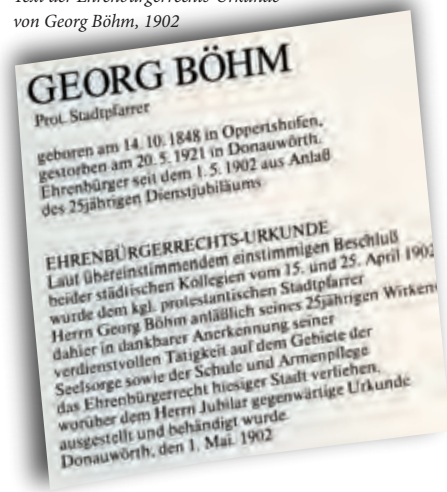 Text der Ehrenbürgerrechts-Urkunde
von Georg Böhm, 1902
GEORG BÖHM
Prot. Stadtpfarrer
geboren am 14. 10. 1848 in Oppertshofen,
gestorben am 20. 5. 1921 in Donauwörth.
Ehrenbürger seit dem 1. 5. 1902 aus Anlaß
des 25jährigen Dienstjubiläums
EHRENBÜRGERRECHTS-URKUNDE
Laut übereinstimmendem einstimmigen Beschluß
beider städtischen Kollegien vom 15. und 25. April 1902
wurde dem kgl. protestantischen Stadtpfarrer
Herrn Georg Böhm anläßlich seines 25jährigen Wirkens
dahier in dankbarer Anerkennung seiner
verdienstvollen Tätigkeit auf dem Gebiete der
Seelsorge sowie der Schule und Armenpflege
das Ehrenbürgerrecht hiesiger Stadt verliehen,
worüber dem Herrn Jubilar gegenwärtige Urkunde
ausgestellt und behändigt wurde.
Donauwörth, den 1. Mai. 1902